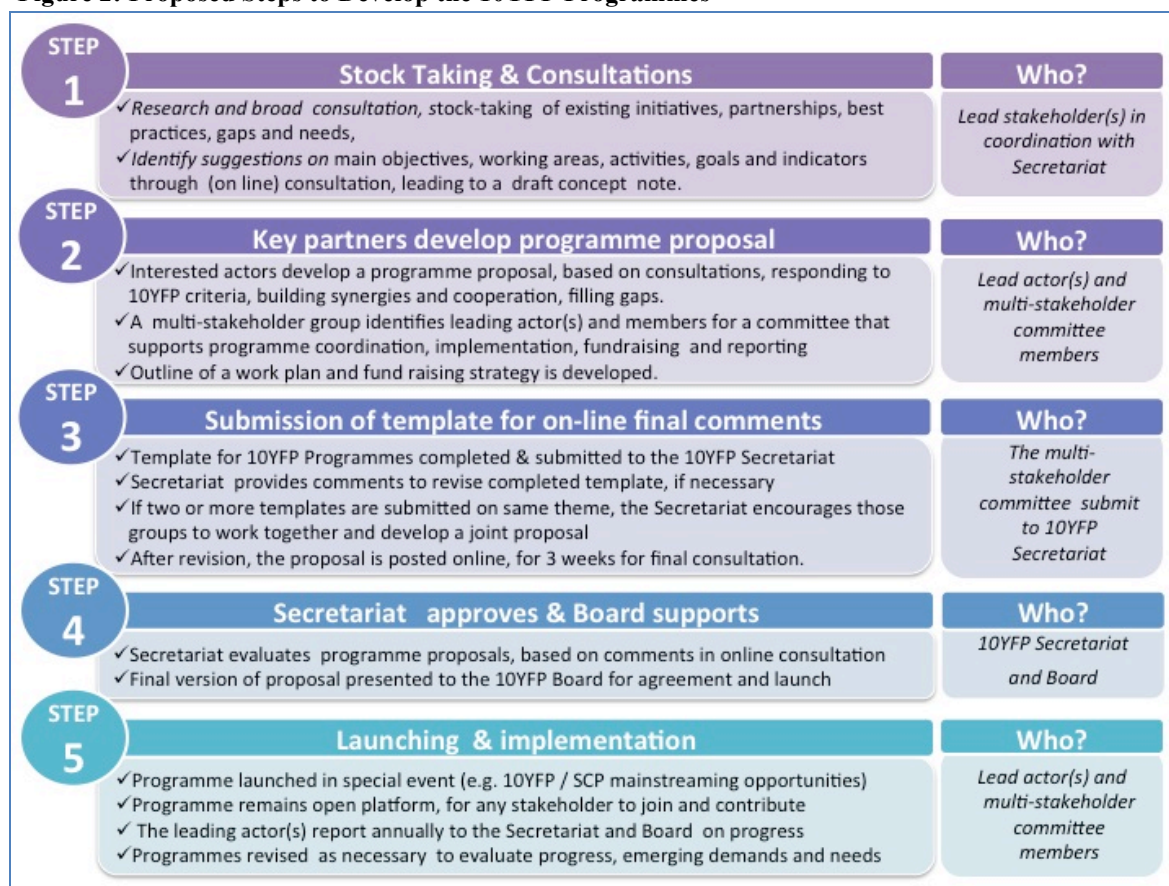 STEP
1
Stock Taking & Consultations
Who?
✓Research and broad consultation, stock-taking of existing initiatives, partnerships, best
practices, gaps and needs,
✓Identify suggestions on main objectives, working areas, activities, goals and indicators
through (on line) consultation, leading to a draft concept note.
Lead stakeholder(s) in
coordination with
Secretariat
STEP
2
Key partners develop programme proposal
Who?
✓Interested actors develop a programme proposal, based on consultations, responding to
10YFP criteria, building synergies and cooperation, filling gaps.
✓A multi-stakeholder group identifies leading actor(s) and members for a committee that
supports programme coordination, implementation, fundraising and reporting
✓Outline of a work plan and fund raising strategy is developed.
Lead actor(s) and
multi-stakeholder
committee
members
STEP
3
Submission of template for on-line final comments
Who?
✓Template for 10YFP Programmes completed & submitted to the 10YFP Secretariat
✓Secretariat provides comments to revise completed template, if necessary
✓If two or more templates are submitted on same theme, the Secretariat encourages those
groups to work together and develop a joint proposal
✓After revision, the proposal is posted online, for 3 weeks for final consultation.
The multi-
stakeholder
committee submit
to 10YFP
Secretariat
STEP
4
Secretariat approves & Board supports
Who?
✓Secretariat evaluates programme proposals, based on comments in online consultation
✓Final version of proposal presented to the 10YFP Board for agreement and launch
10YFP Secretariat
and Board
STEP
5
Launching & implementation
Who?
✓Programme launched in special event (e.g. 10YFP / SCP mainstreaming opportunities)
✓Programme remains open platform, for any stakeholder to join and contribute
✓The leading actor(s) report annually to the Secretariat and Board on progress
✓Programmes revised as necessary to evaluate progress, emerging demands and needs
Lead actor(s) and
multi-stakeholder
committee
members